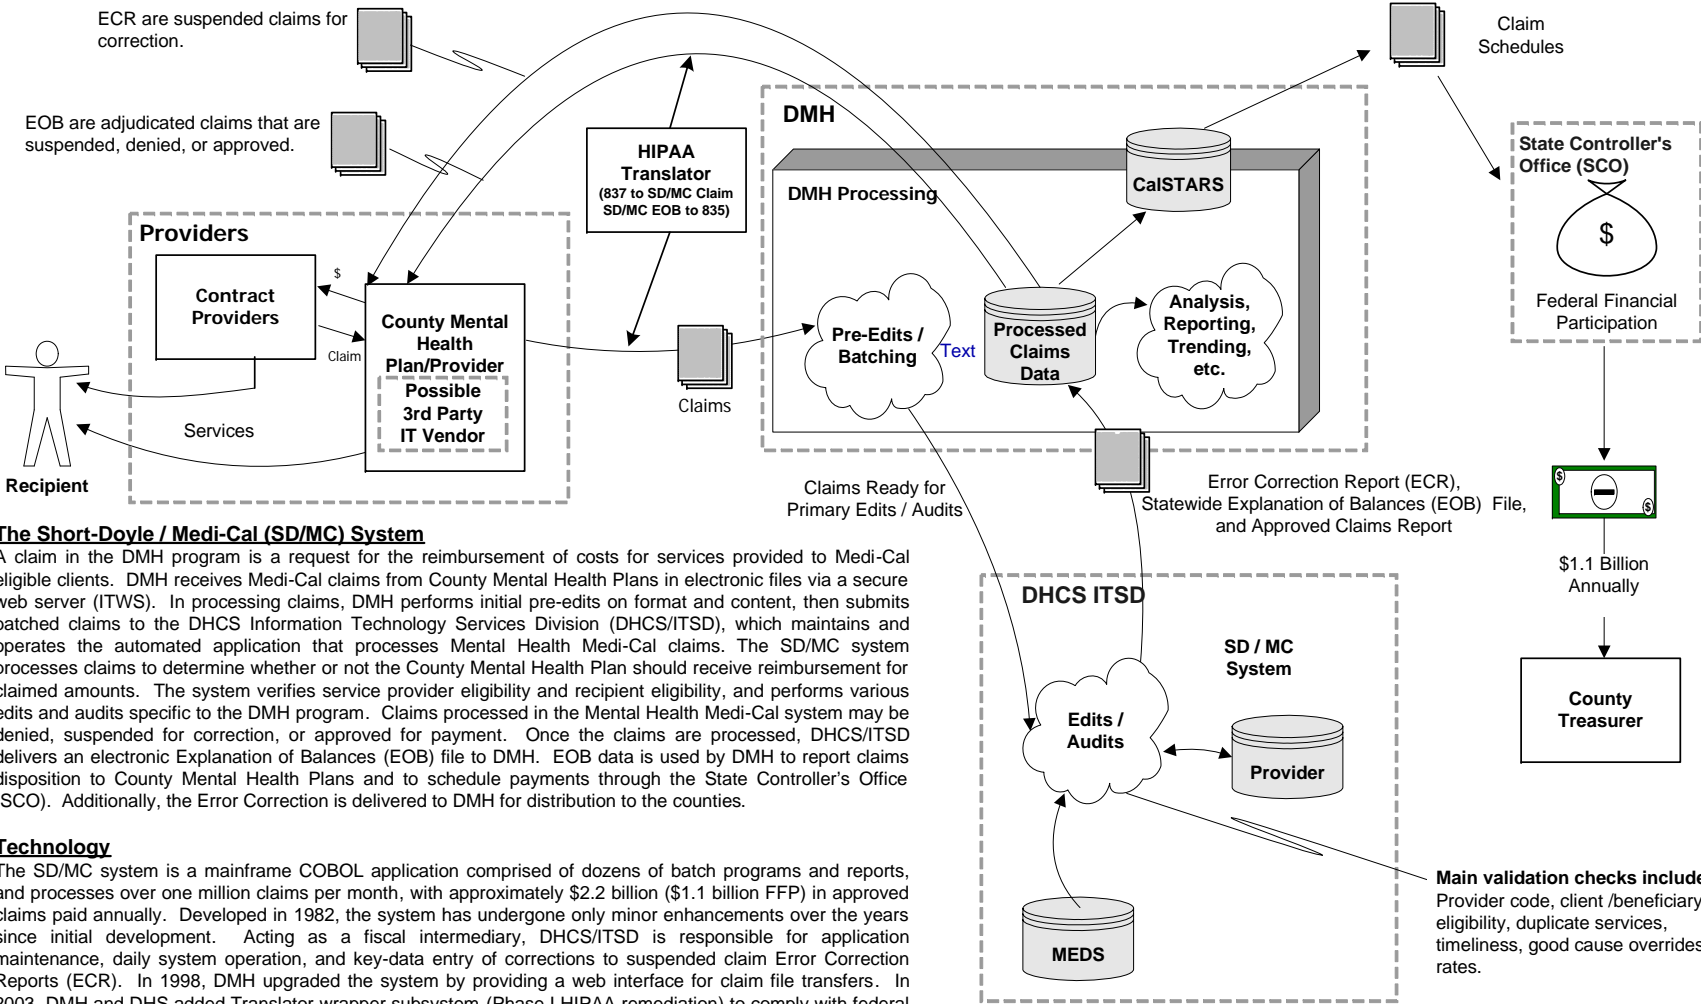 ECR are suspended claims for
correction.
EOB are adjudicated claims that are
suspended, denied, or approved.
HIPAA
Translator
(837 to SD/MC Claim
SD/MC EOB to 835)
Claim
Schedules
DMH
DMH Processing
CalSTARS
State Controller's
Office (SCO)
$
Federal Financial
Participation
Providers
Contract
Providers
$
Claim
County Mental
Health
Plan/Provider
Possible
3rd Party
IT Vendor
Services
Recipient
Claims
Pre-Edits /
Batching
Text
Processed
Claims
Data
Analysis,
Reporting,
Trending,
etc.
Claims Ready for
Primary Edits / Audits
Error Correction Report (ECR),
Statewide Explanation of Balances (EOB) File,
and Approved Claims Report
$
$
$1.1 Billion
Annually
County
Treasurer
DHCS ITSD
SD / MC
System
Edits /
Audits
Provider
MEDS
Main validation checks include
Provider code, client /beneficiary
eligibility, duplicate services,
timeliness, good cause overrides
rates.
The Short-Doyle / Medi-Cal (SD/MC) System
A claim in the DMH program is a request for the reimbursement of costs for services provided to Medi-Cal
eligible clients. DMH receives Medi-Cal claims from County Mental Health Plans in electronic files via a secure
web server (ITWS). In processing claims, DMH performs initial pre-edits on format and content, then submits
batched claims to the DHCS Information Technology Services Division (DHCS/ITSD), which maintains and
operates the automated application that processes Mental Health Medi-Cal claims. The SD/MC system
processes claims to determine whether or not the County Mental Health Plan should receive reimbursement for
claimed amounts. The system verifies service provider eligibility and recipient eligibility, and performs various
edits and audits specific to the DMH program. Claims processed in the Mental Health Medi-Cal system may be
denied, suspended for correction, or approved for payment. Once the claims are processed, DHCS/ITSD
delivers an electronic Explanation of Balances (EOB) file to DMH. EOB data is used by DMH to report claims
disposition to County Mental Health Plans and to schedule payments through the State Controller's Office
(SCO). Additionally, the Error Correction is delivered to DMH for distribution to the counties.
Technology
The SD/MC system is a mainframe COBOL application comprised of dozens of batch programs and reports,
and processes over one million claims per month, with approximately $2.2 billion ($1.1 billion FFP) in approved
claims paid annually. Developed in 1982, the system has undergone only minor enhancements over the years
since initial development. Acting as a fiscal intermediary, DHCS/ITSD is responsible for application
maintenance, daily system operation, and key-data entry of corrections to suspended claim Error Correction
Reports (ECR). In 1998, DMH upgraded the system by providing a web interface for claim file transfers. In
2003, DMH and DHS added Translator wrapper subsystem (Phase I HIPAA remediation) to comply with federal